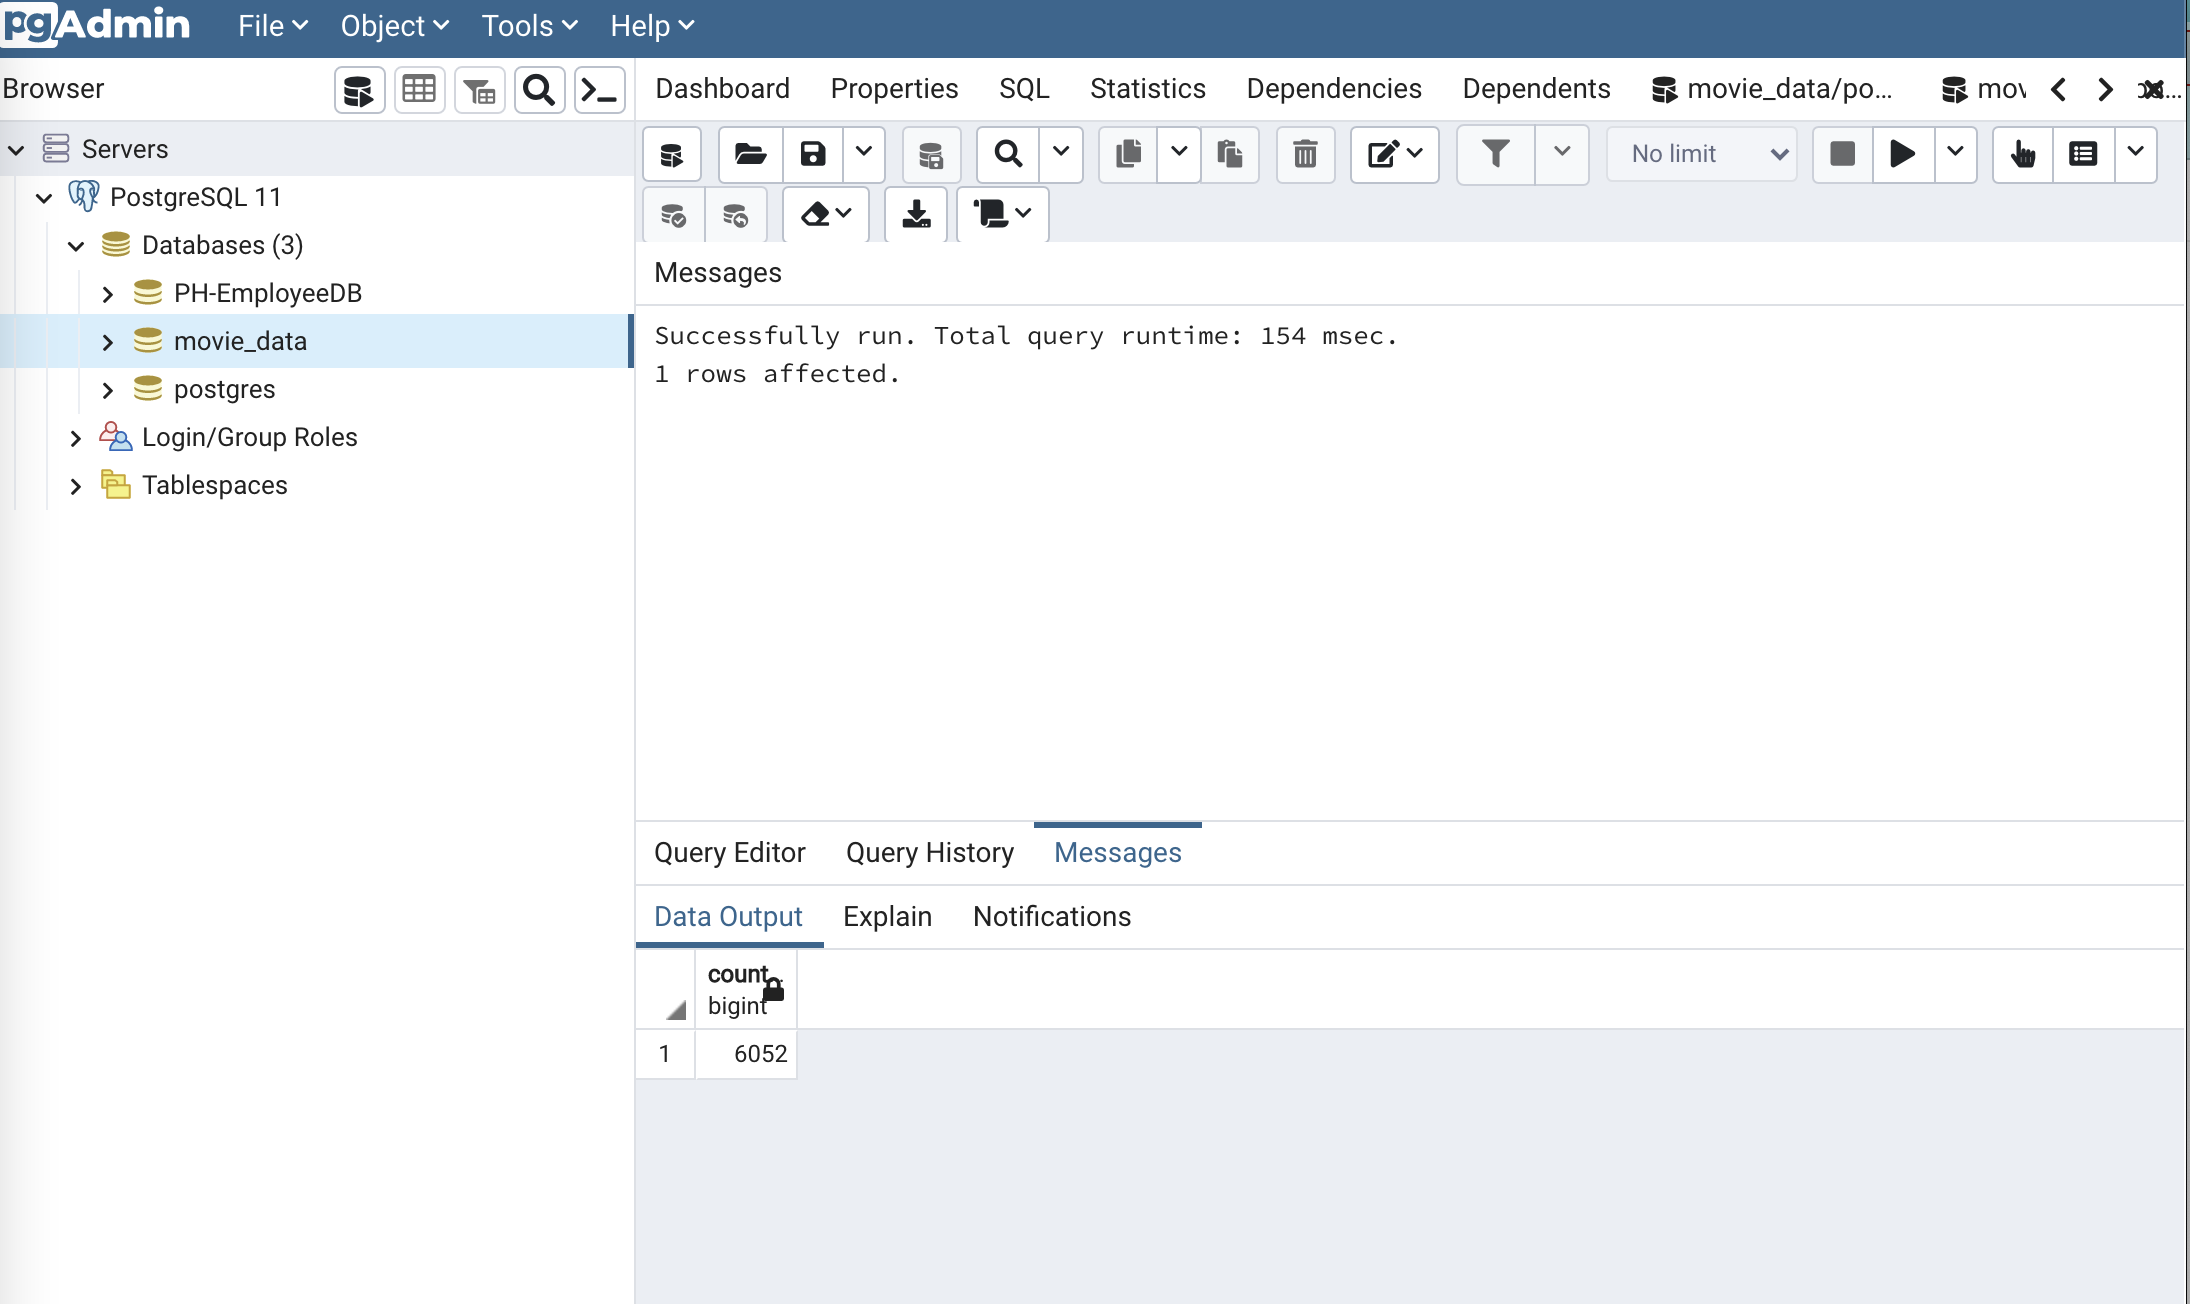 pgAdmin File Object Tools Help
Browser
Dashboard Properties SQL Statistics Dependencies Dependents movie_data/po... mov
Servers
PostgreSQL 11
Databases (3)
PH-EmployeeDB
movie_data
postgres
Login/Group Roles
Tablespaces
No limit
Messages
Successfully run. Total query runtime: 154 msec.
1 rows affected.
Query Editor Query History Messages
Data Output Explain Notifications
count
bigint
1 6052